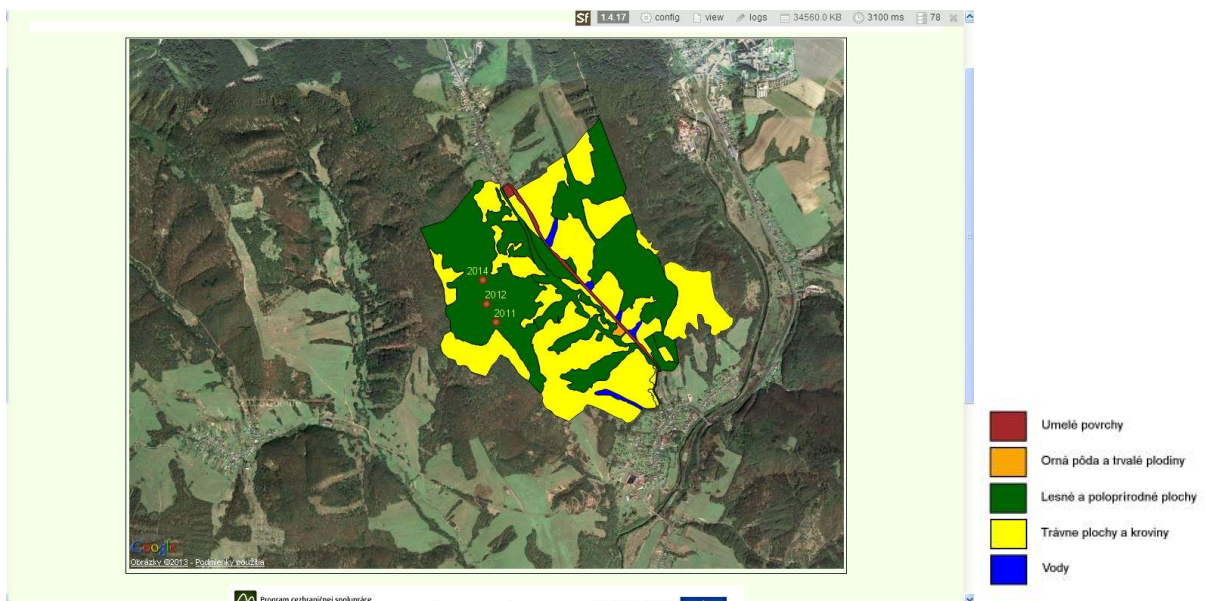 Sf 1.4.17 config view logs 34560.0 KB 3100 ms 78
2014
2012
2011
Google
Obrázky ©2013 - Podmienky použitia
Program cezhraničnej spolupráce
Umelé povrchy
Orná pôda a trvalé plodiny
Lesné a poloprírodné plochy
Trávne plochy a kroviny
Vody